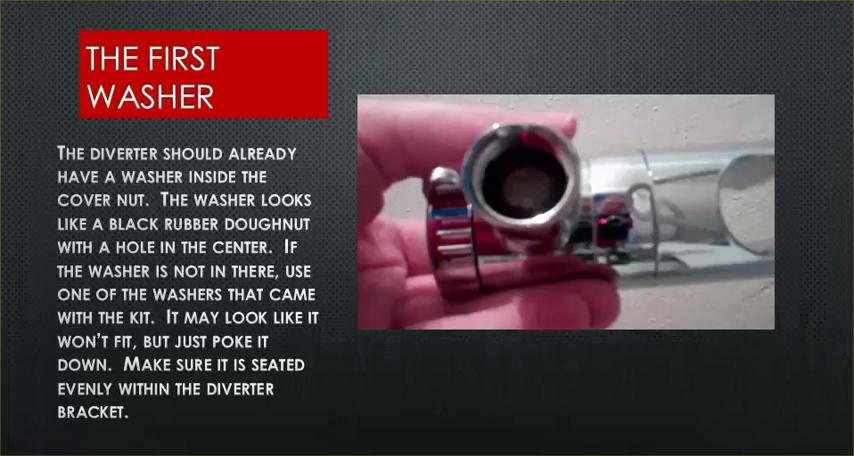 THE FIRST
WASHER
THE DIVERTER SHOULD ALREADY
HAVE A WASHER INSIDE THE
COVER NUT. THE WASHER LOOKS
LIKE A BLACK RUBBER DOUGHNUT
WITH A HOLE IN THE CENTER. IF
THE WASHER IS NOT IN THERE, USE
ONE OF THE WASHERS THAT CAME
WITH THE KIT. IT MAY LOOK LIKE IT
WON'T FIT, BUT JUST POKE IT
DOWN. MAKE SURE IT IS SEATED
EVENLY WITHIN THE DIVERTER
BRACKET.